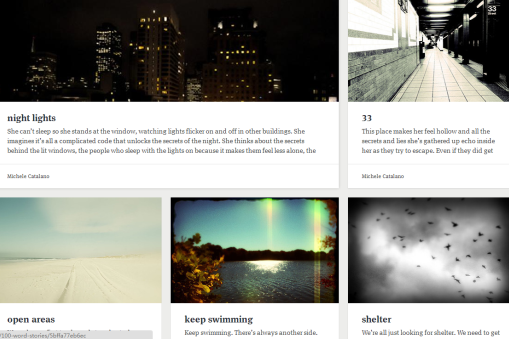 33
night lights
She can't sleep so she stands at the window, watching lights flicker on and off in other buildings. She
imagines it's all a complicated code that unlocks the secrets of the night. She thinks about the secrets
behind the lit windows, the people who sleep with the lights on because it makes them feel less alone, the
Michele Catalano
33
This place makes her feel hollow and all the
secrets and lies she's gathered up echo inside
her as they try to escape. Even if they did get
Michele Catalano
open areas
keep swimming
Keep swimming. There's always another side.
shelter
We're all just looking for shelter. We need to get